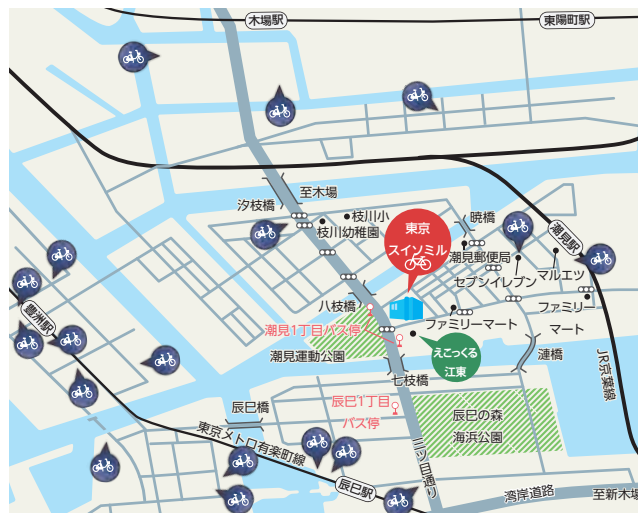 木場駅
東陽町駅
至木場
汐枝橋
枝川小
枝川幼稚園
東京
スイソミル
暁橋
潮見郵便局
潮見駅
セブンイレブン
マルエツ
八枝橋
ファミリー
マート
ファミリーマート
潮見1丁目バス停
潮見運動公園
えこっくる
江東
漣橋
JR京葉線
豊洲駅
七枝橋
辰巳1丁目
バス停
辰巳橋
辰巳の森
海浜公園
東京メトロ有楽町線
三ツ目通り
辰巳駅
湾岸道路
至新木場